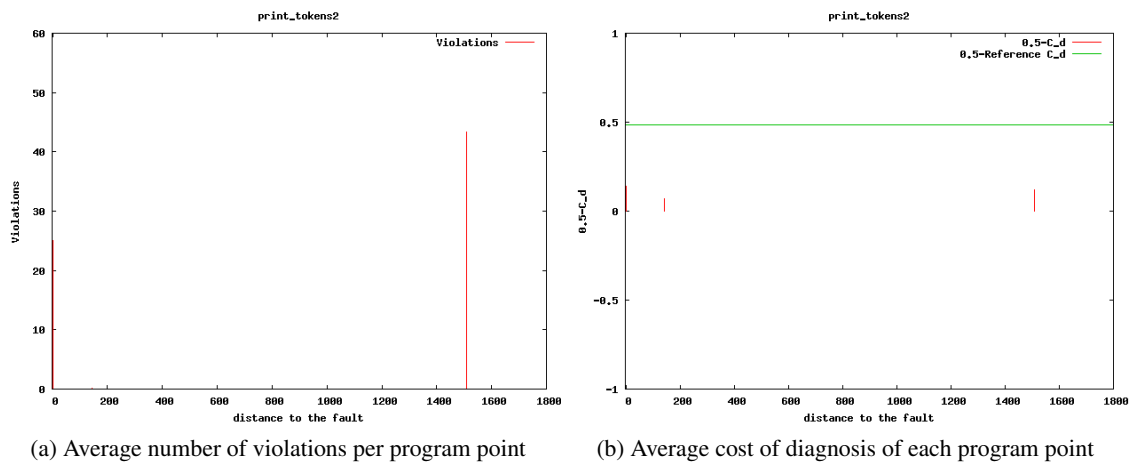 print_tokens2
60
50
40
30
20
10
0
Violations
Violations
0 200 400 600 800 1000 1200 1400 1600 1800
distance to the fault
(a) Average number of violations per program point
print_tokens2
1
0.5
0
-0.5
-1
0.5-C_d
0.5-C_d
0.5-Reference C_d
0 200 400 600 800 1000 1200 1400 1600 1800
distance to the fault
(b) Average cost of diagnosis of each program point